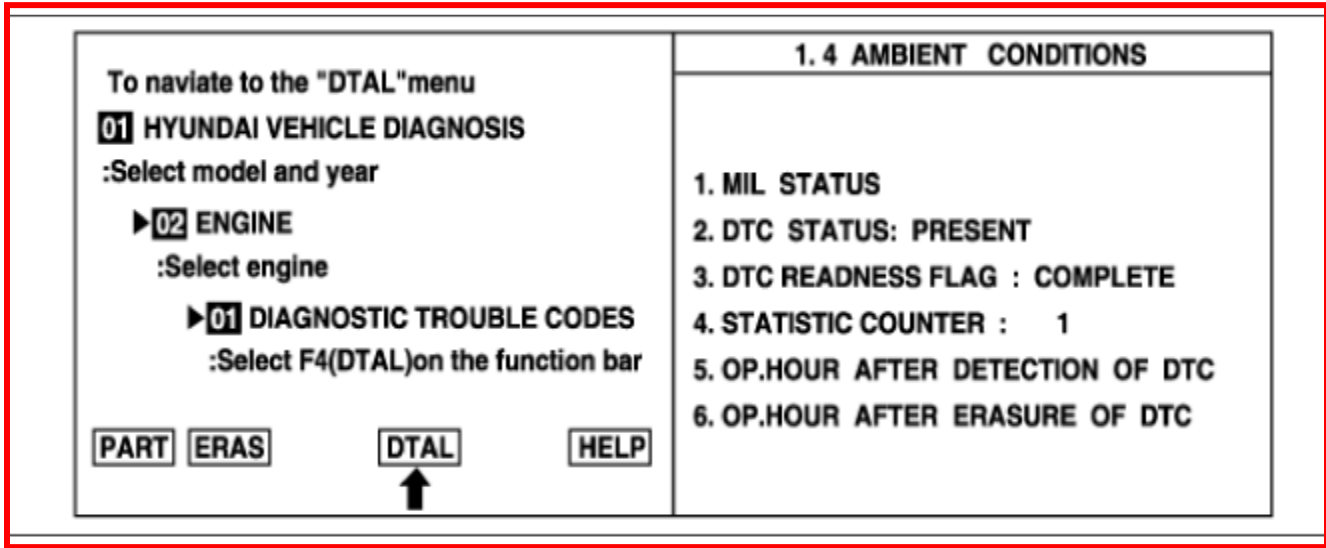 To naviate to the "DTAL"menu
01 HYUNDAI VEHICLE DIAGNOSIS
:Select model and year
▶02 ENGINE
:Select engine
▶01 DIAGNOSTIC TROUBLE CODES
:Select F4(DTAL)on the function bar
PART ERAS DTAL HELP
1. 4 AMBIENT CONDITIONS
1. MIL STATUS
2. DTC STATUS: PRESENT
3. DTC READNESS FLAG : COMPLETE
4. STATISTIC COUNTER : 1
5. OP.HOUR AFTER DETECTION OF DTC
6. OP.HOUR AFTER ERASURE OF DTC